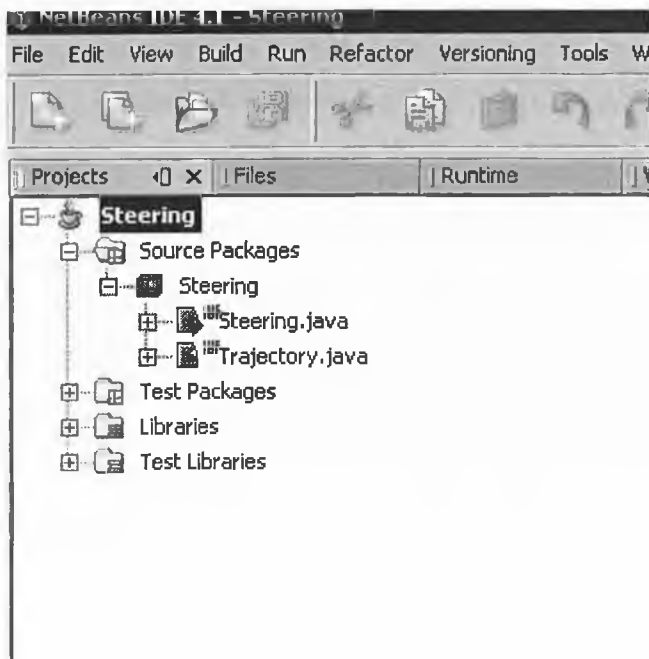 NetBeans IDE 4.1 - Steering
File Edit View Build Run Refactor Versioning Tools W
Projects Files Runtime
Steering
Source Packages
Steering
Steering.java
Trajectory.java
Test Packages
Libraries
Test Libraries